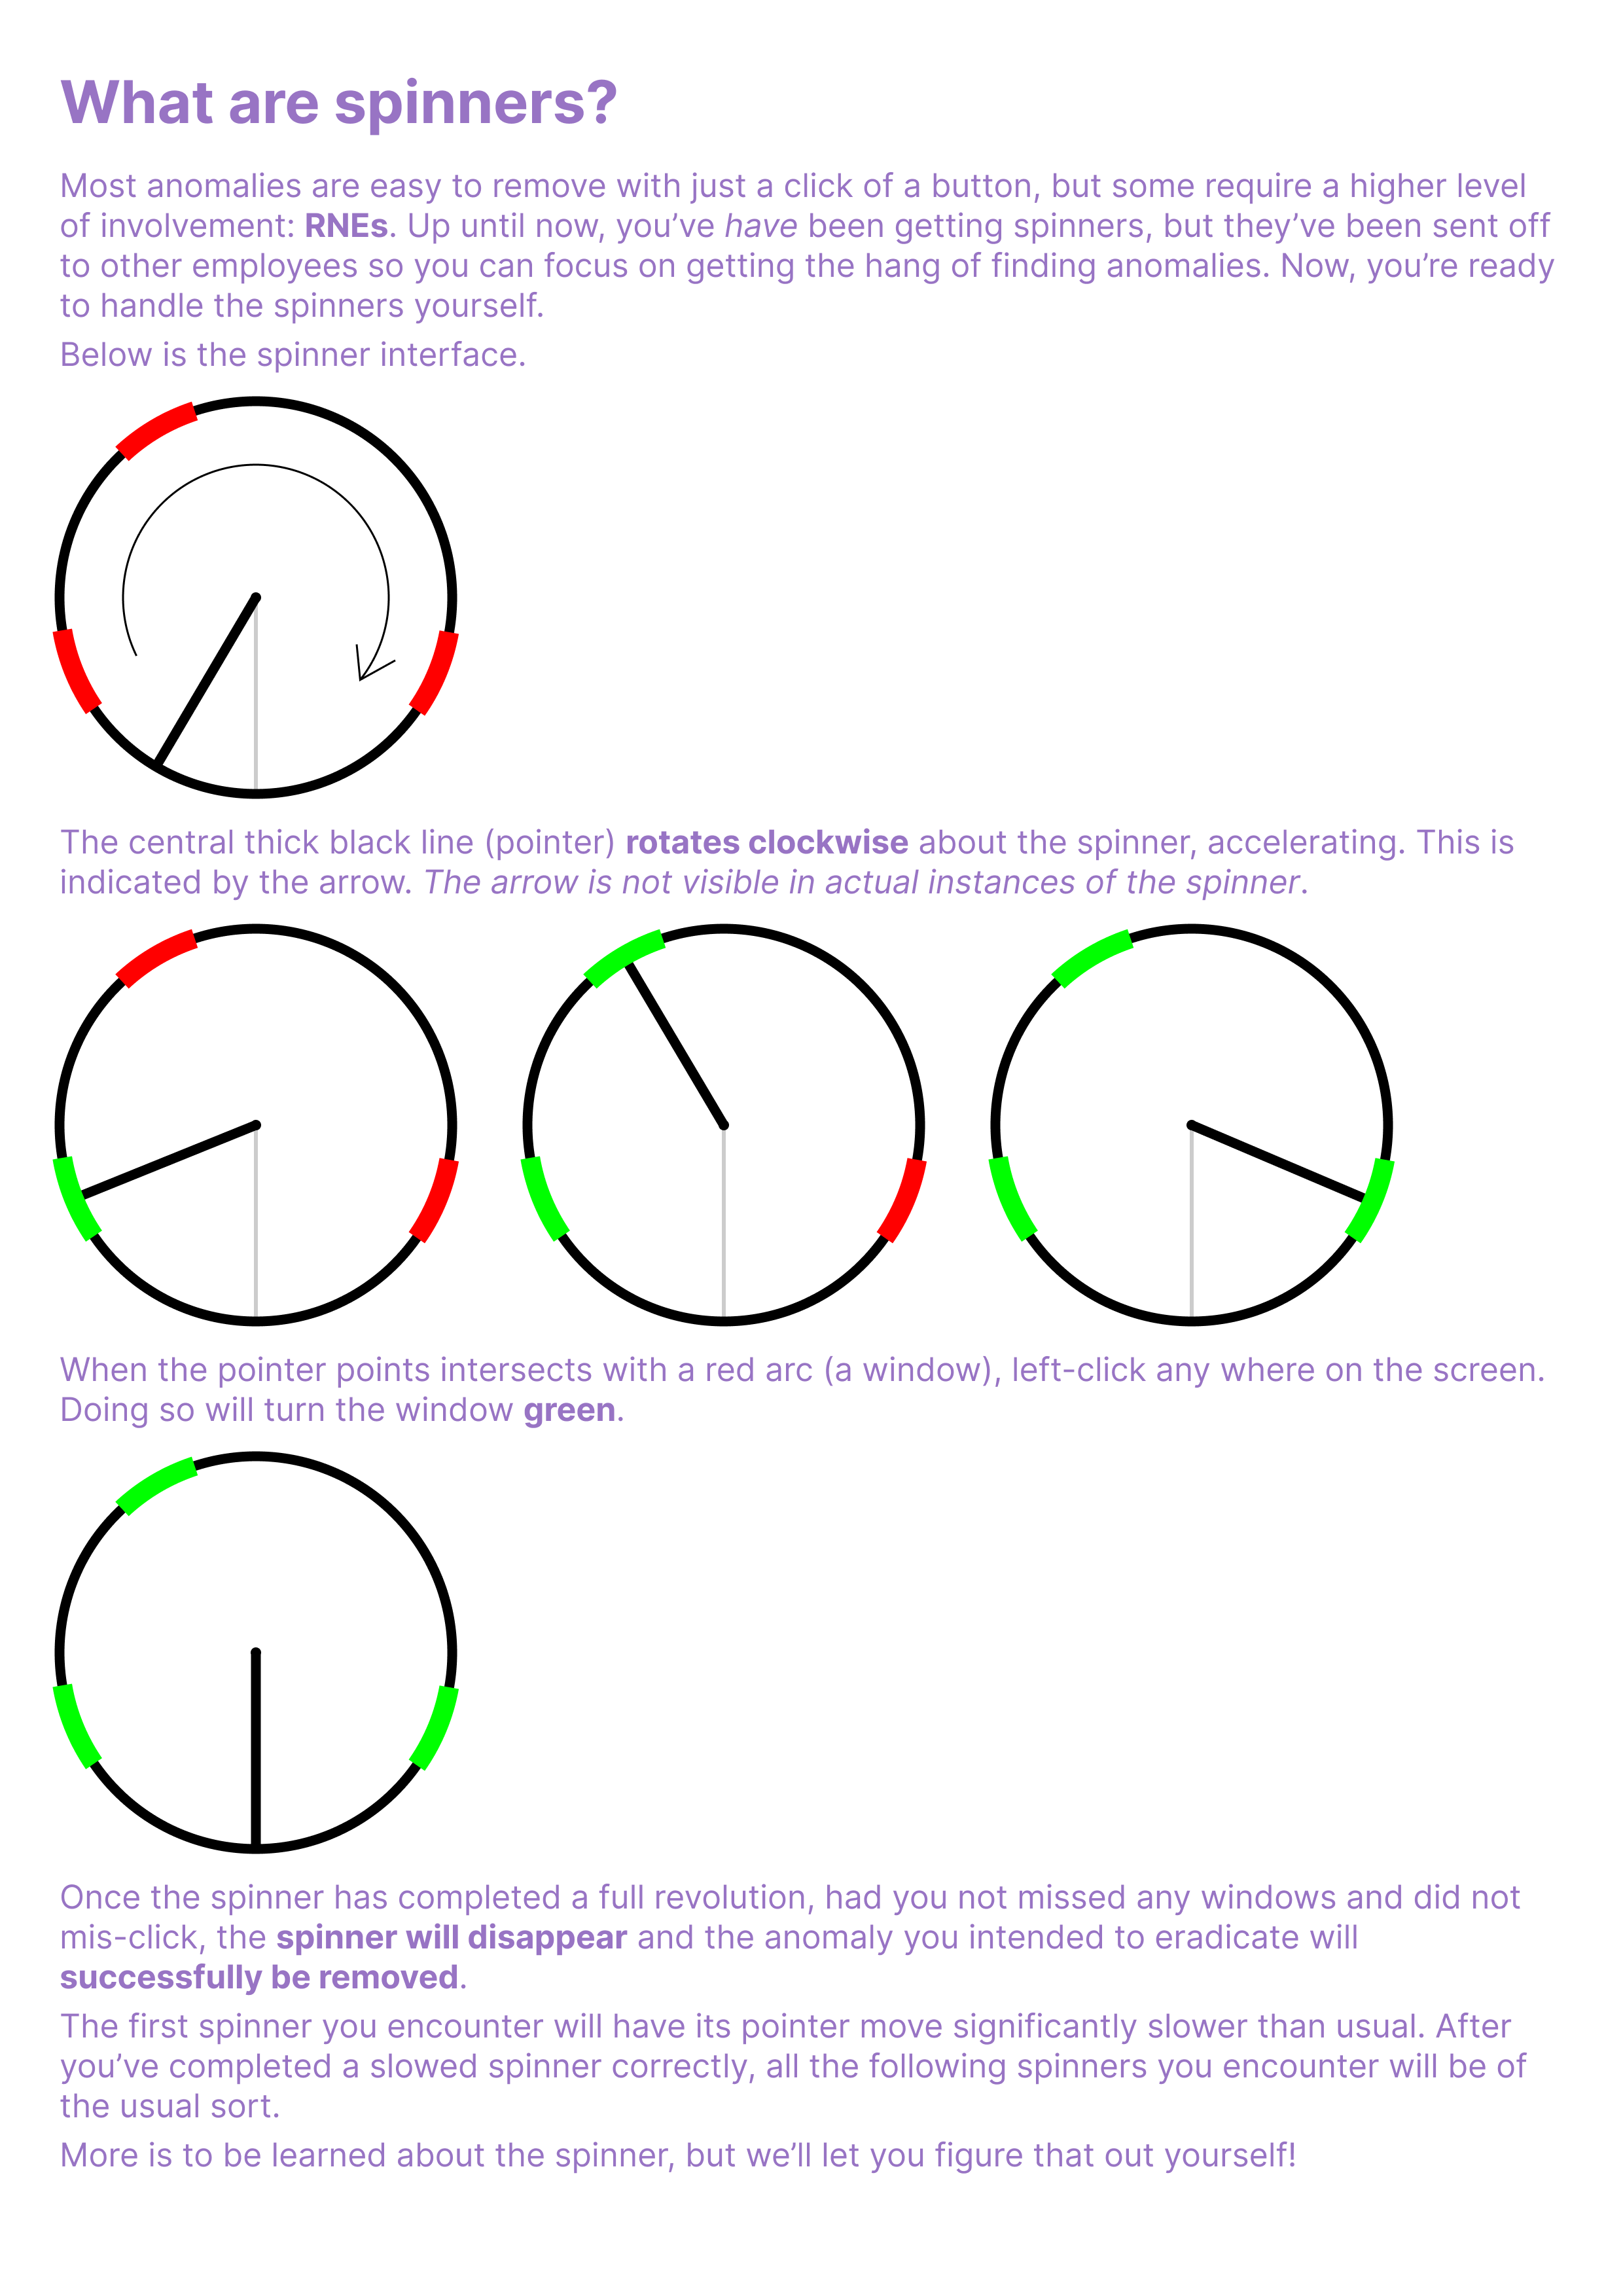 What are spinners?
Most anomalies are easy to remove with just a click of a button, but some require a higher level
of involvement: RNEs. Up until now, you’ve have been getting spinners, but they’ve been sent off
to other employees so you can focus on getting the hang of finding anomalies. Now, you’re ready
to handle the spinners yourself.
Below is the spinner interface.
The central thick black line (pointer) rotates clockwise about the spinner, accelerating. This is
indicated by the arrow. The arrow is not visible in actual instances of the spinner.
When the pointer points intersects with a red arc (a window), left-click any where on the screen.
Doing so will turn the window green.
Once the spinner has completed a full revolution, had you not missed any windows and did not
mis-click, the spinner will disappear and the anomaly you intended to eradicate will
successfully be removed.
The first spinner you encounter will have its pointer move significantly slower than usual. After
you’ve completed a slowed spinner correctly, all the following spinners you encounter will be of
the usual sort.
More is to be learned about the spinner, but we’ll let you figure that out yourself!